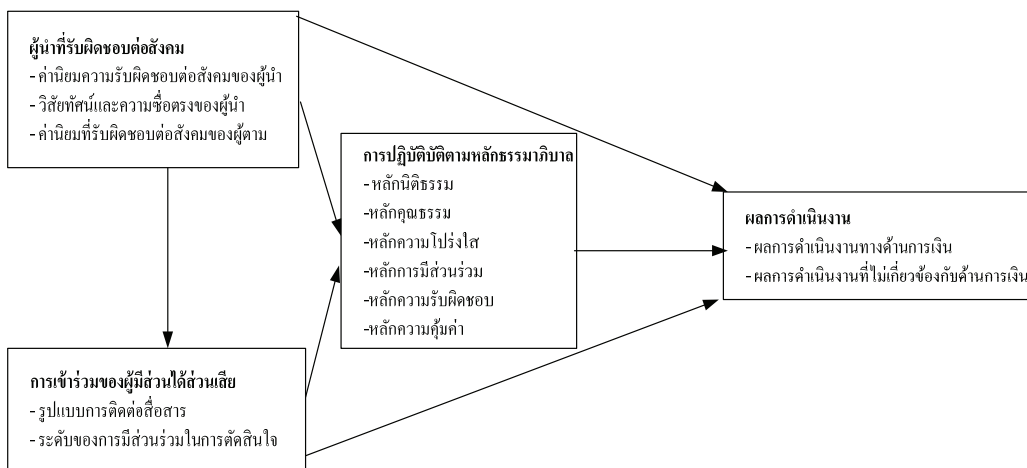 ผู้นำที่รับผิดชอบต่อสังคม
-ค่านิยมความรับผิดชอบต่อสังคมของผู้นำ
-วิสัยทัศน์และความซื่อตรงของผู้นำ
-ค่านิยมที่รับผิดชอบต่อสังคมของผู้ตาม
การปฏิบัติบัติตามหลักธรรมาภิบาล
-หลักนิติธรรม
-หลักคุณธรรม
-หลักความโปร่งใส
-หลักการมีส่วนร่วม
-หลักความรับผิดชอบ
-หลักความคุ้มค่า
ผลการดำเนินงาน
-ผลการดำเนินงานทางด้านการเงิน
-ผลการดำเนินงานที่ไม่เกี่ยวข้องกับด้านการเงิน
การเข้าร่วมของผู้มีส่วนได้ส่วนเสีย
-รูปแบบการติดต่อสื่อสาร
-ระดับของการมีส่วนร่วมในการตัดสินใจ